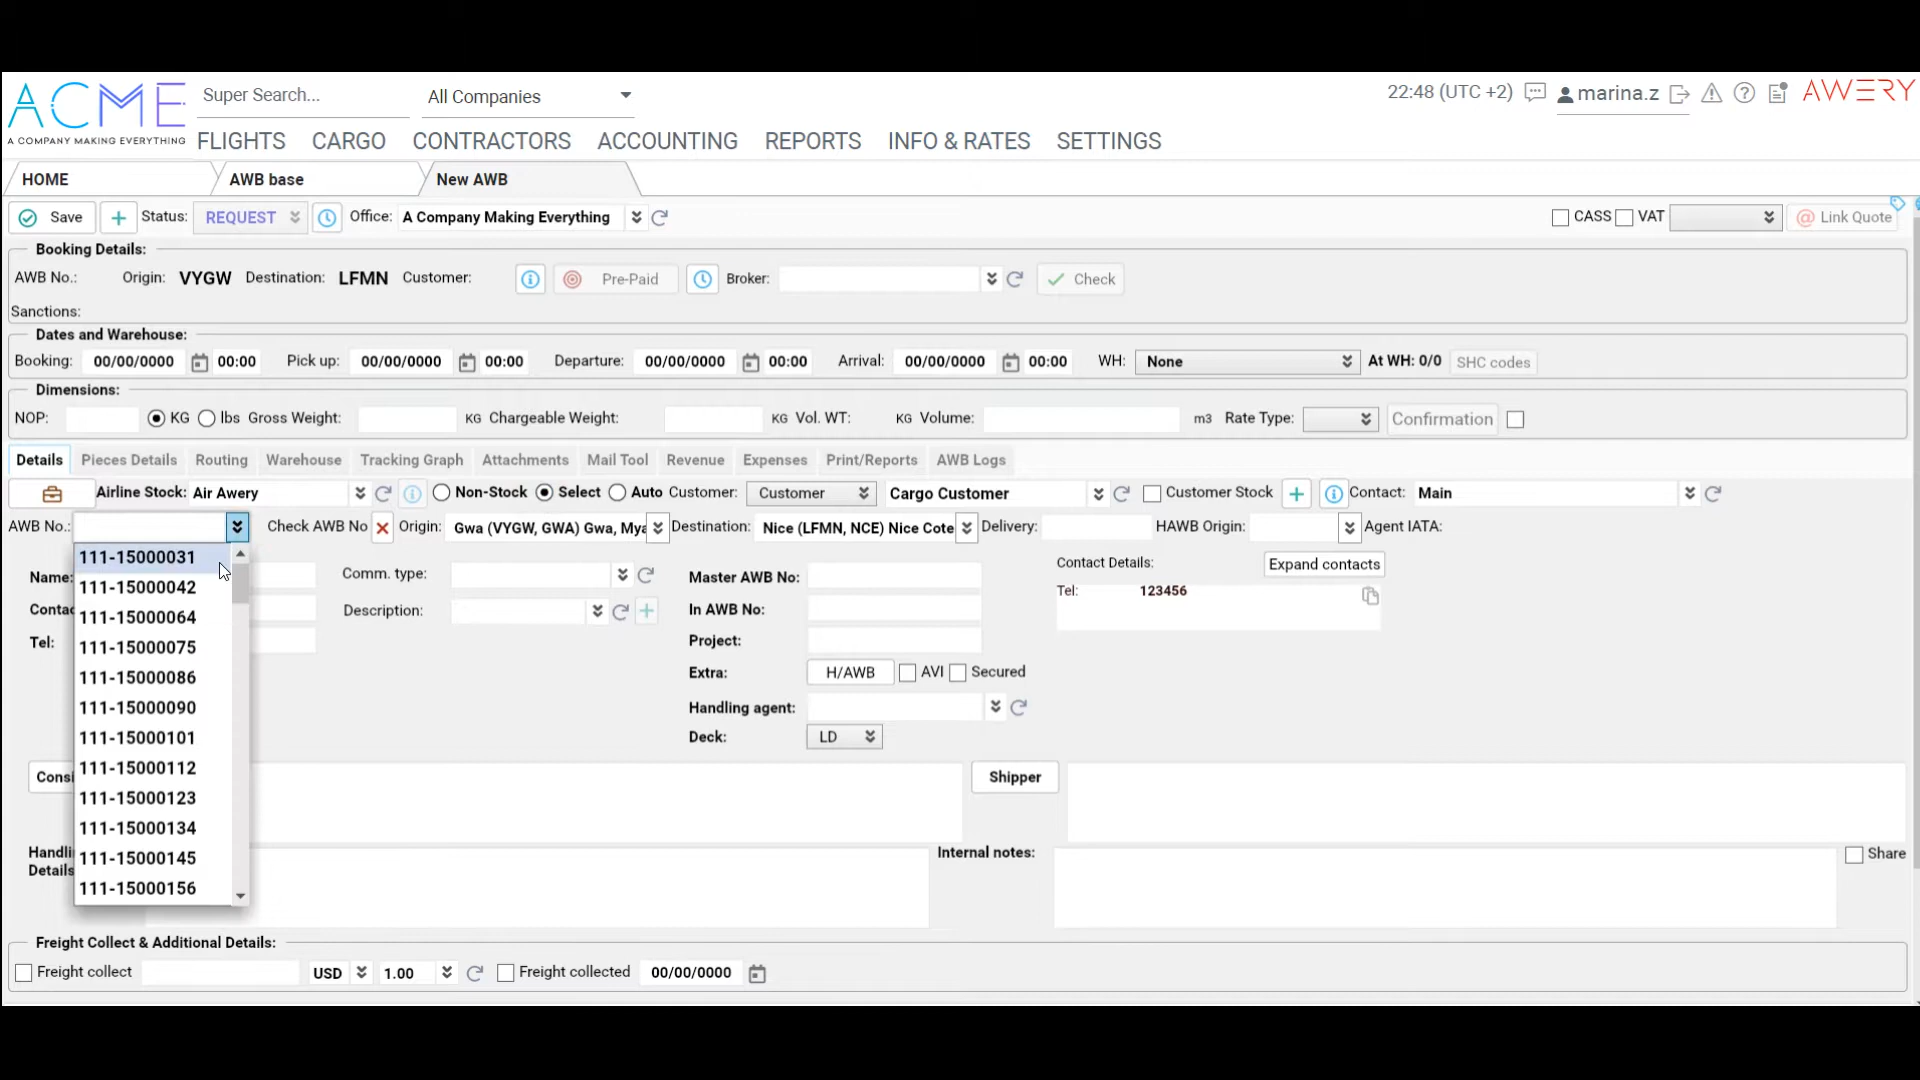 ACME
A COMPANY MAKING EVERYTHING
Super Search...
All Companies
22:48 (UTC +2)
marina.z
AWERY
FLIGHTS CARGO CONTRACTORS ACCOUNTING REPORTS INFO & RATES SETTINGS
HOME AWB base New AWB
Save Status: REQUEST Office: A Company Making Everything CASS VAT @ Link Quote
Booking Details:
AWB No.: Origin: VYGW Destination: LFMN Customer: Pre-Paid Broker: Check
Sanctions:
Dates and Warehouse:
Booking: 00/00/0000 00:00 Pick up: 00/00/0000 00:00 Departure: 00/00/0000 00:00 Arrival: 00/00/0000 00:00 WH: None At WH: 0/0 SHC codes
Dimensions:
NOP: KG lbs Gross Weight: KG Chargeable Weight: KG Vol. WT: KG Volume: m3 Rate Type: Confirmation
Details Pieces Details Routing Warehouse Tracking Graph Attachments Mail Tool Revenue Expenses Print/Reports AWB Logs
Airline Stock: Air Awery Non-Stock Select Auto Customer: Customer Cargo Customer Customer Stock Contact: Main
AWB No.: Check AWB No Origin: Gwa (VYGW, GWA) Gwa, Mya Destination: Nice (LFMN, NCE) Nice Cote Delivery: HAWB Origin: Agent IATA:
111-15000031
111-15000042
111-15000064
111-15000075
111-15000086
111-15000090
111-15000101
111-15000112
111-15000123
111-15000134
111-15000145
111-15000156
Name:
Conta
Tel:
Comm. type:
Description:
Master AWB No:
In AWB No:
Project:
Extra: H/AWB AVI Secured
Handling agent:
Deck: LD
Contact Details: Expand contacts
Tel: 123456
Consi
Shipper
Handli
Details
Internal notes:
Share
Freight Collect & Additional Details:
Freight collect USD 1.00 Freight collected 00/00/0000